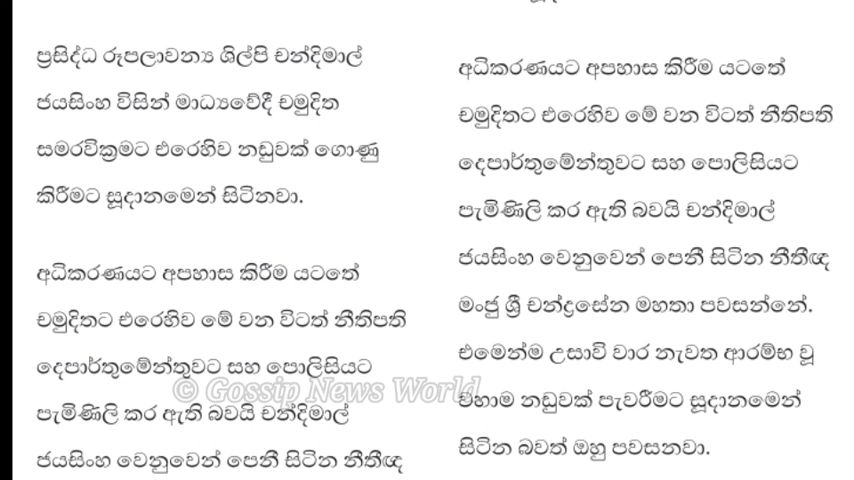 ප්‍රසිද්ධ රූපලාවන්‍ය ශිල්පි චන්දිමාල්
ජයසිංහ විසින් මාධ්‍යවේදී චමුදිත
සමරවික්‍රමට එරෙහිව නඩුවක් ගොණු
කිරීමට සූදානමෙන් සිටිනවා.
අධිකරණයට අපහාස කිරීම යටතේ
චමුදිතට එරෙහිව මේ වන විටත් නීතිපති
දෙපාර්තුමේන්තුවට සහ පොලිසියට
පැමිණිලි කර ඇති බවයි චන්දිමාල්
ජයසිංහ වෙනුවෙන් පෙනී සිටින නීතීඥ
අධිකරණයට අපහාස කිරීම යටතේ
චමුදිතට එරෙහිව මේ වන විටත් නීතිපති
දෙපාර්තුමේන්තුවට සහ පොලිසියට
පැමිණිලි කර ඇති බවයි චන්දිමාල්
ජයසිංහ වෙනුවෙන් පෙනී සිටින නීතීඥ
මංජු ශ්‍රී චන්ද්‍රසේන මහතා පවසන්නේ.
එමෙන්ම උසාවි වාර නැවත ආරම්භ වූ
පහාම නඩුවක් පැවරීමට සූදානමෙන්
සිටින බවත් ඔහු පවසනවා.
© Gossip News World